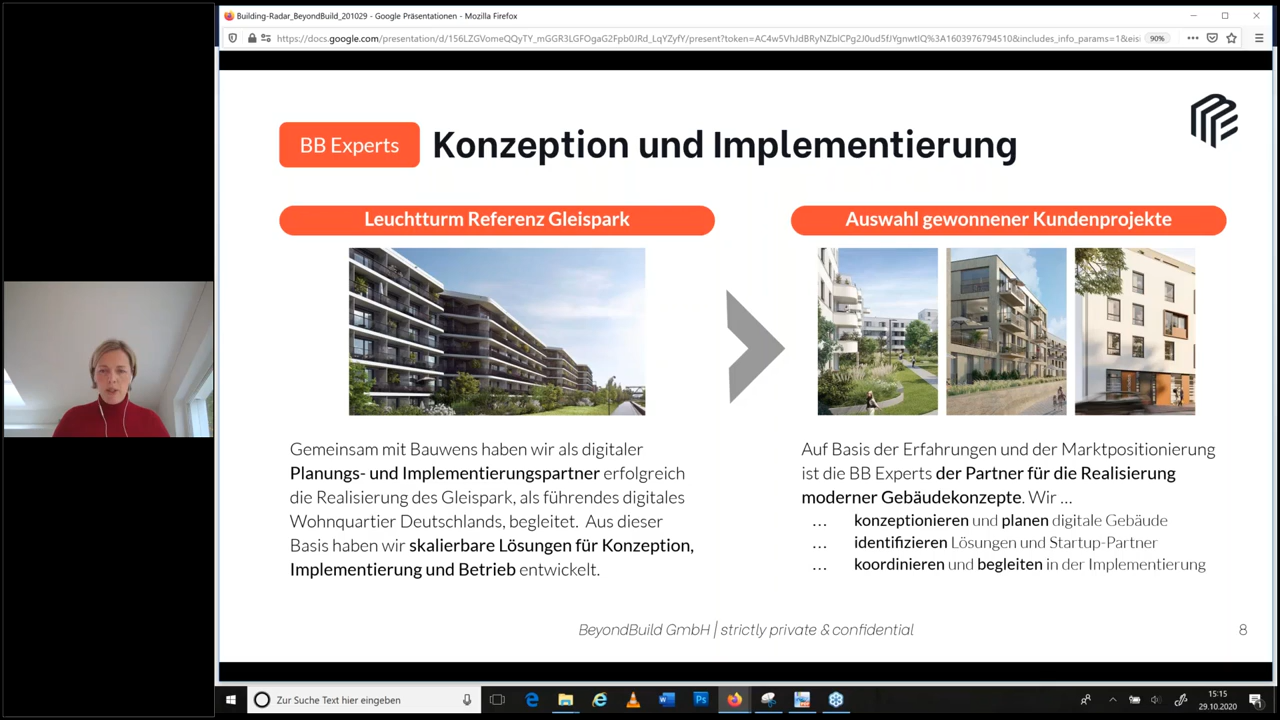 Building-Radar_BeyondBuild_201029 - Google Präsentationen - Mozilla Firefox
90%
BB Experts
Konzeption und Implementierung
Leuchtturm Referenz Gleispark
Auswahl gewonnener Kundenprojekte
Gemeinsam mit Bauwens haben wir als digitaler
Planungs- und Implementierungspartner erfolgreich
die Realisierung des Gleispark, als führendes digitales
Wohnquartier Deutschlands, begleitet. Aus dieser
Basis haben wir skalierbare Lösungen für Konzeption,
Implementierung und Betrieb entwickelt.
Auf Basis der Erfahrungen und der Marktpositionierung
ist die BB Experts der Partner für die Realisierung
moderner Gebäudekonzepte. Wir ...
... konzeptionieren und planen digitale Gebäude
... identifizieren Lösungen und Startup-Partner
... koordinieren und begleiten in der Implementierung
BeyondBuild GmbH | strictly private & confidential
8
Zur Suche Text hier eingeben
15:15
29.10.2020